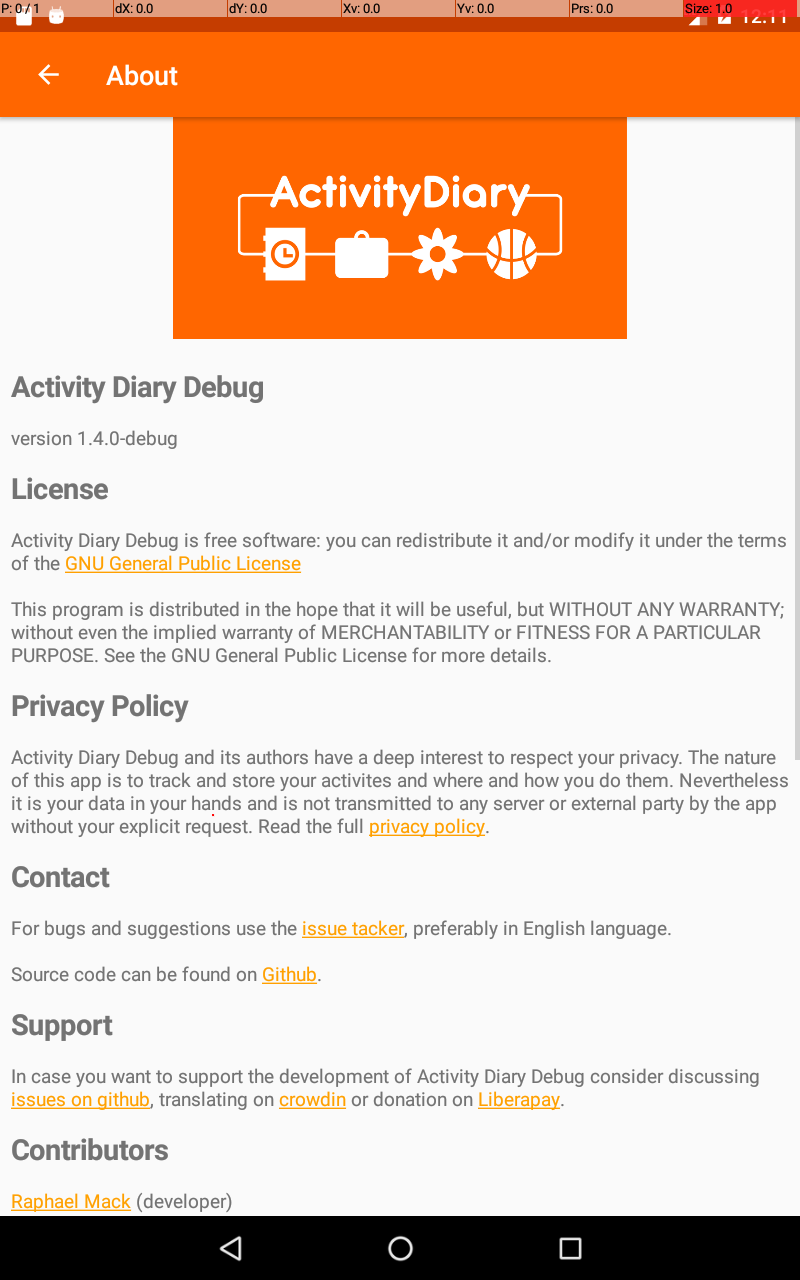 P: 0 / 1 dX: 0.0 dY: 0.0 Xv: 0.0 Yv: 0.0 Prs: 0.0 Size: 1.0
12:11
About
ActivityDiary
Activity Diary Debug
version 1.4.0-debug
License
Activity Diary Debug is free software: you can redistribute it and/or modify it under the terms
of the GNU General Public License
This program is distributed in the hope that it will be useful, but WITHOUT ANY WARRANTY;
without even the implied warranty of MERCHANTABILITY or FITNESS FOR A PARTICULAR
PURPOSE. See the GNU General Public License for more details.
Privacy Policy
Activity Diary Debug and its authors have a deep interest to respect your privacy. The nature
of this app is to track and store your activites and where and how you do them. Nevertheless
it is your data in your hands and is not transmitted to any server or external party by the app
without your explicit request. Read the full privacy policy.
Contact
For bugs and suggestions use the issue tacker, preferably in English language.
Source code can be found on Github.
Support
In case you want to support the development of Activity Diary Debug consider discussing
issues on github, translating on crowdin or donation on Liberapay.
Contributors
Raphael Mack (developer)